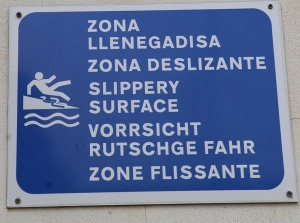 ZONA
LLENEGADISA
ZONA DESLIZANTE
SLIPPERY
SURFACE
VORRSICHT
RUTSCHGE FAHR
ZONE FLISSANTE